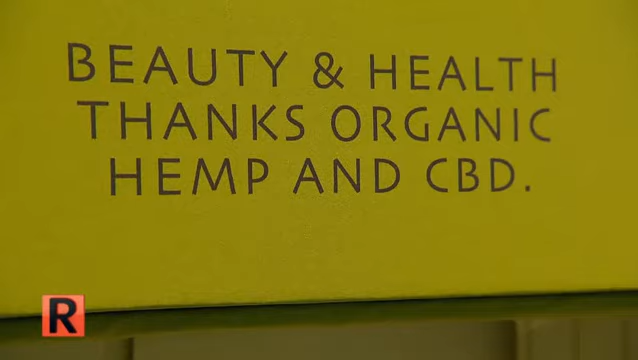 BEAUTY & HEALTH
THANKS ORGANIC
HEMP AND CBD.
R